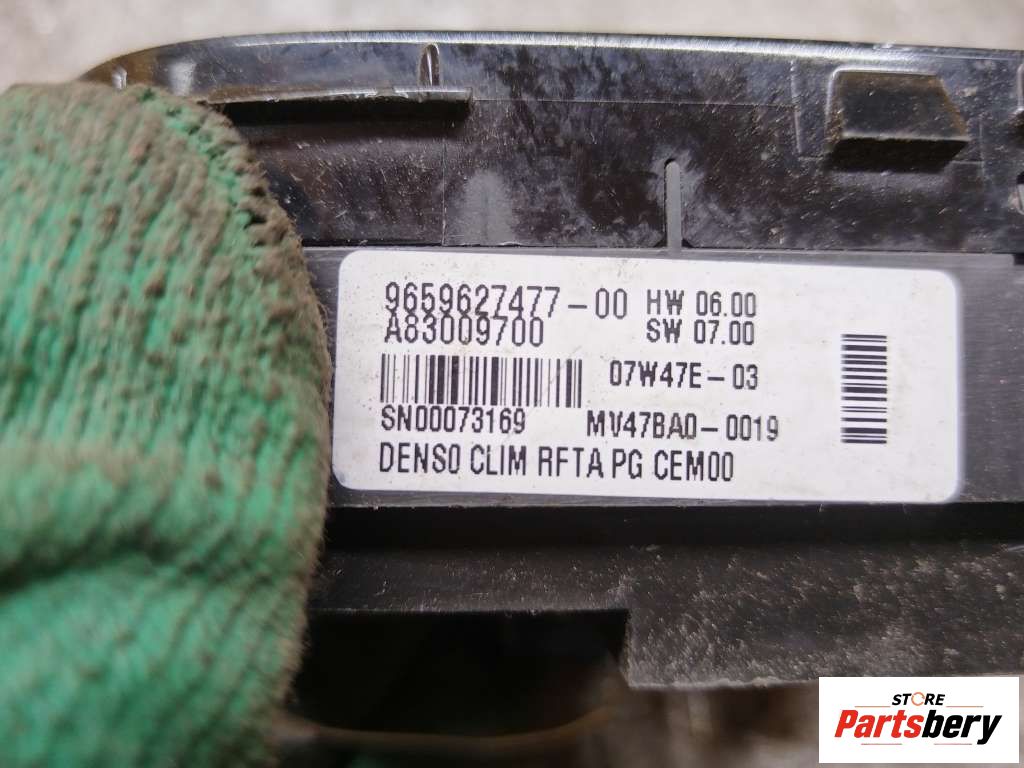 9659627477-00 HW 06.00
A83009700 SW 07.00
07W47E-03
SN00073169 MV47BA0-0019
DENSO CLIM RFTA PG CEM00
STORE
Partsbery